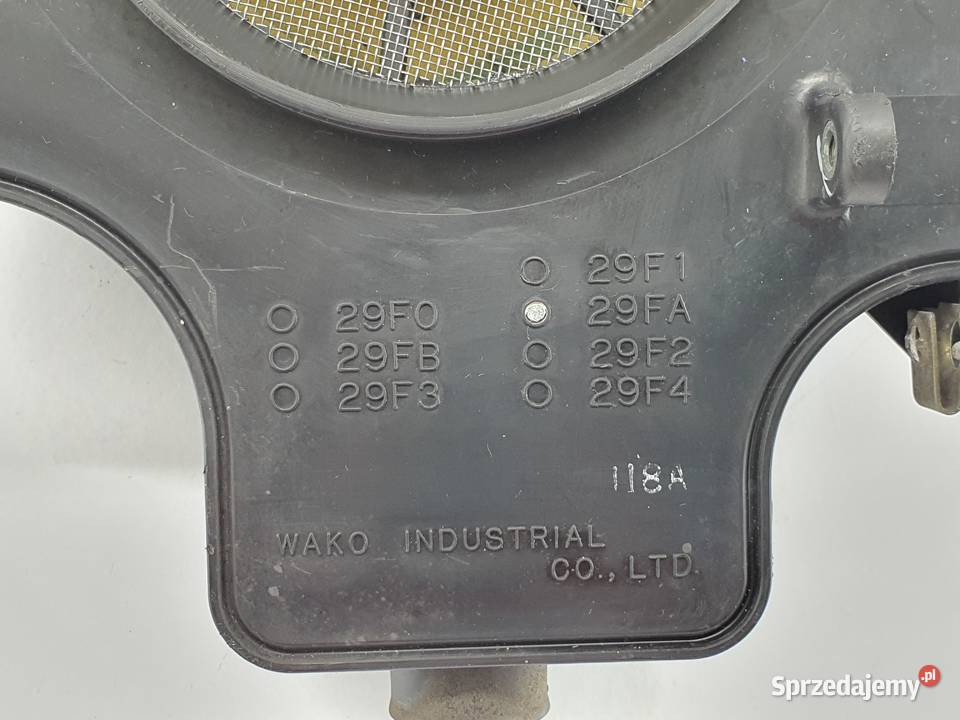 29F1
29F0 29FA
29FB 29F2
29F3 29F4
118A
WAKO INDUSTRIAL
CO., LTD.
Sprzedajemy.pl